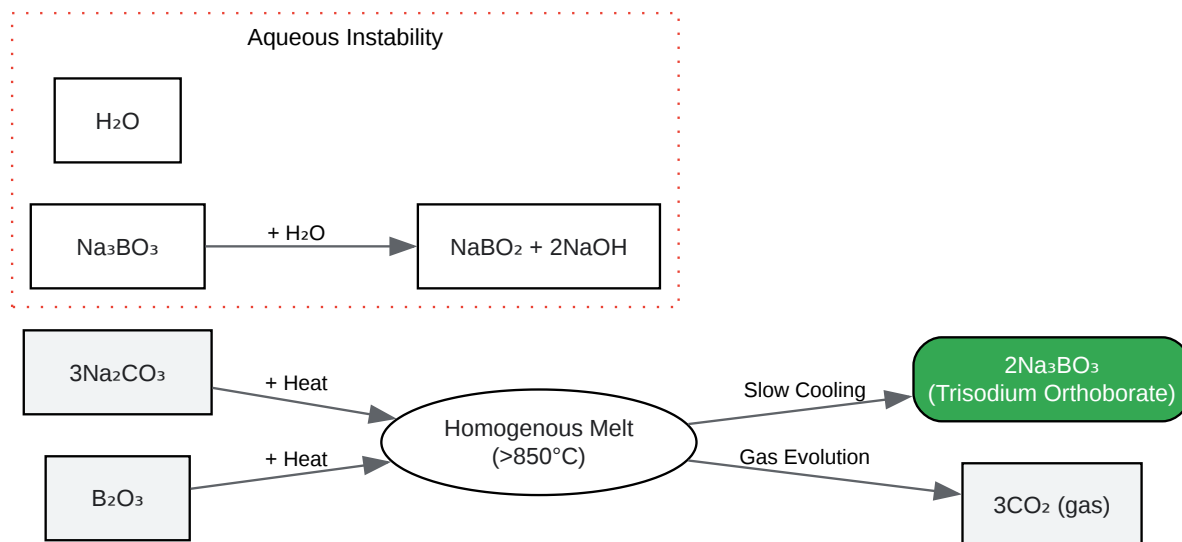 Aqueous Instability
H₂O
Na₃BO₃
+ H₂O
NaBO₂ + 2NaOH
3Na₂CO₃
+ Heat
B₂O₃
+ Heat
Homogenous Melt
(>850°C)
Slow Cooling
2Na₃BO₃
(Trisodium Orthoborate)
Gas Evolution
3CO₂ (gas)